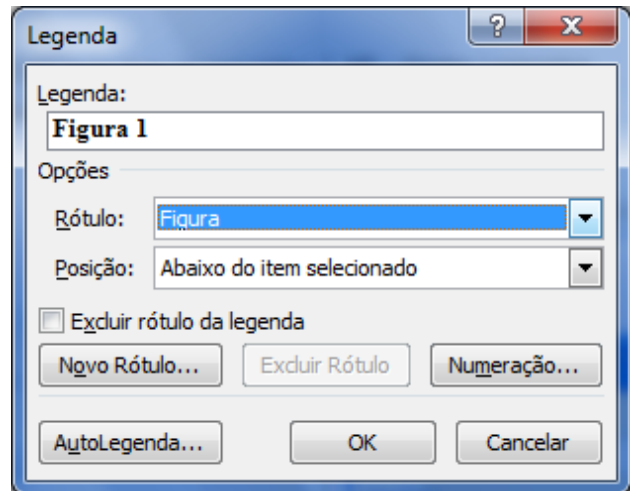 Legenda
Legenda:
Figura 1
Opções
Rótulo: Figura
Posição: Abaixo do item selecionado
Excluir rótulo da legenda
Novo Rótulo... Excluir Rótulo Numeração...
AutoLegenda... OK Cancelar